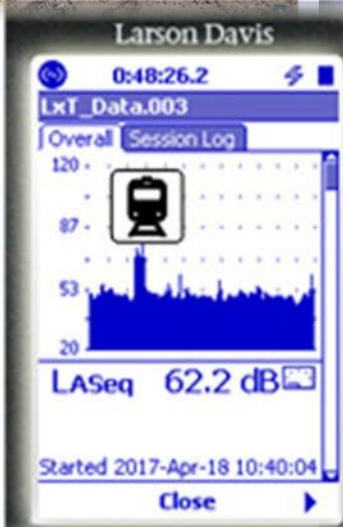 Larson Davis
0:48:26.2
LxT_Data.003
Overall Session Log
120
87
53
20
LASeq 62.2 dB
Started 2017-Apr-18 10:40:04
Close